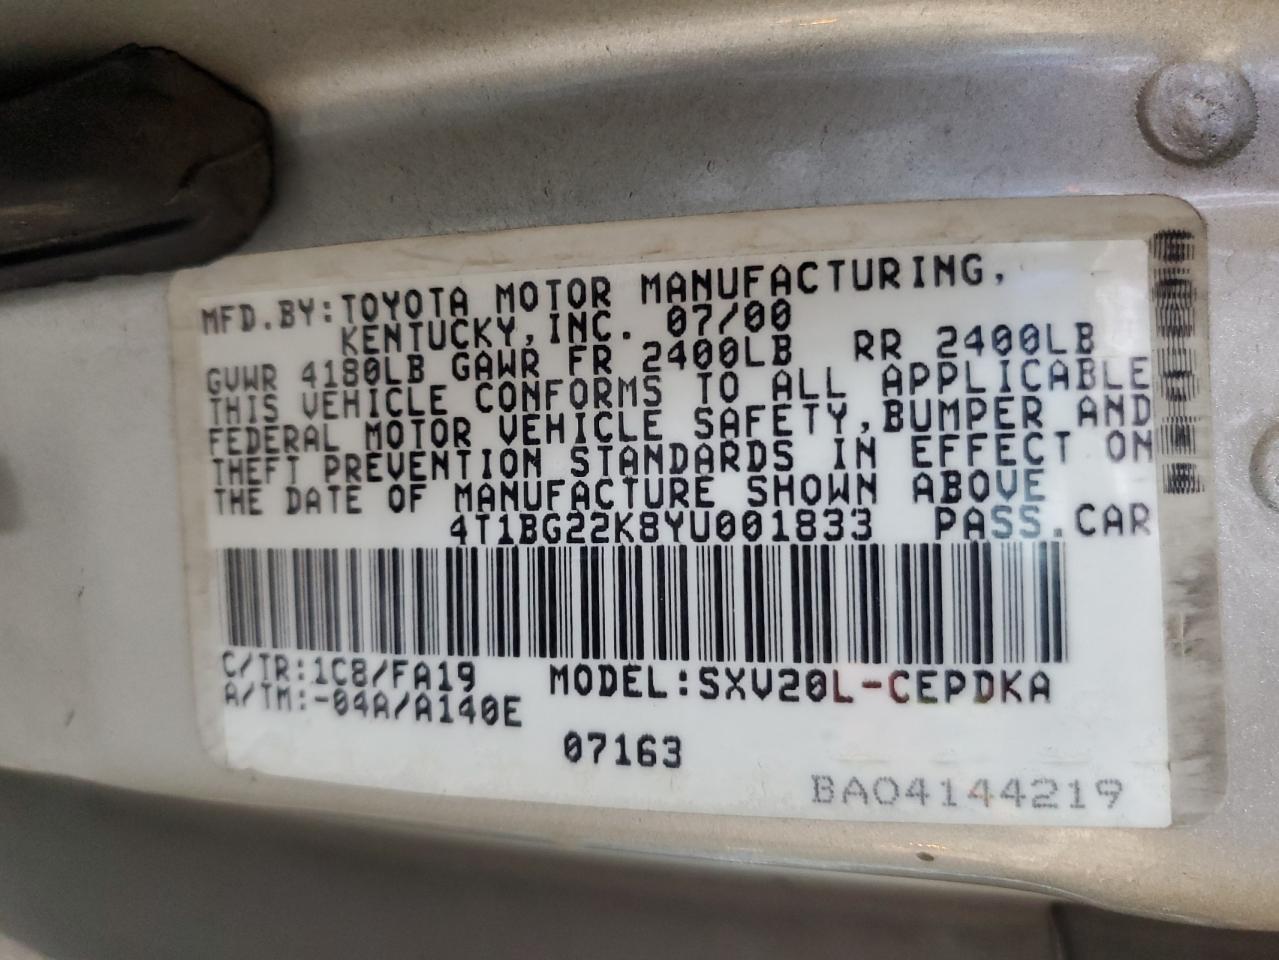 MFD.BY:TOYOTA MOTOR MANUFACTURING,
KENTUCKY,INC. 07/00
GVWR 4180LB GAWR FR 2400LB RR 2400LB
THIS VEHICLE CONFORMS TO ALL APPLICABLE
FEDERAL MOTOR VEHICLE SAFETY,BUMPER AND
THEFT PREVENTION STANDARDS IN EFFECT ON
THE DATE OF MANUFACTURE SHOWN ABOVE
4T1BG22K8YU001833 PASS.CAR
C/TR:1C8/FA19 MODEL:SXV20L-CEPDKA
A/TM:-04A/A140E
07163
BA04144219